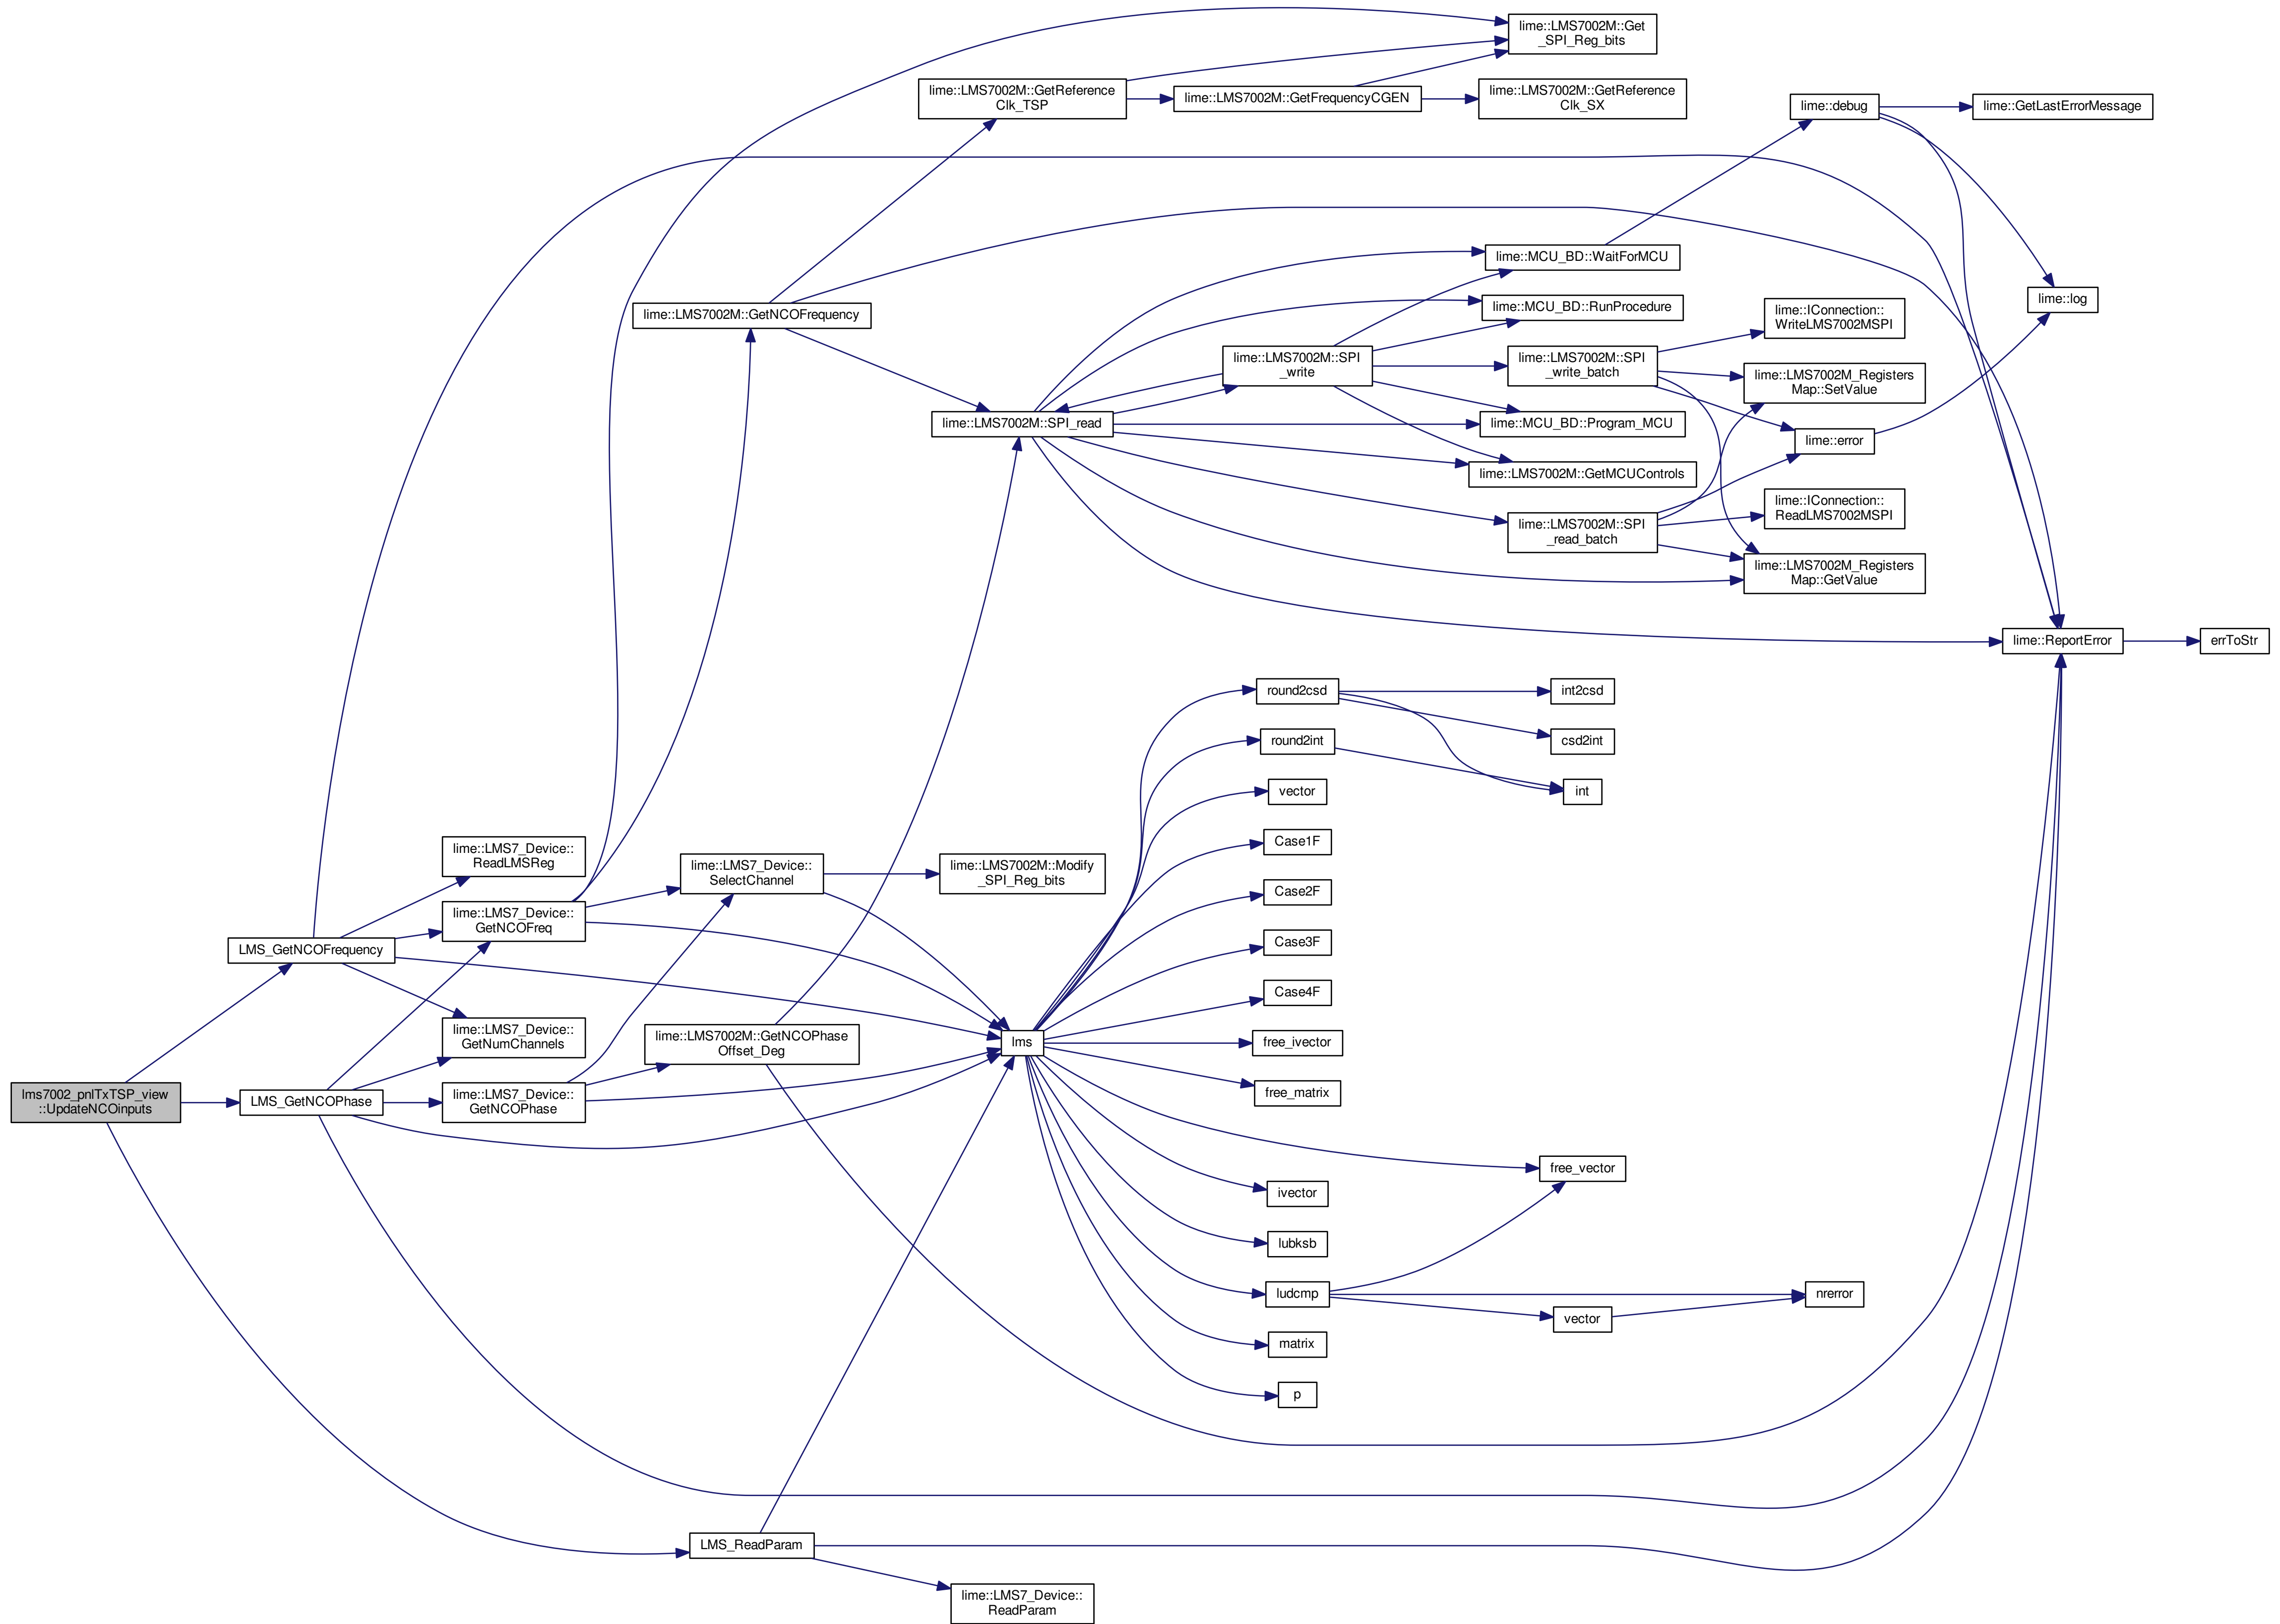 lime::LMS7002M::Get
_SPI_Reg_bits
lime::LMS7002M::GetReference
Clk_TSP
lime::LMS7002M::GetFrequencyCGEN
lime::LMS7002M::GetReference
Clk_SX
lime::debug
lime::GetLastErrorMessage
lime::MCU_BD::WaitForMCU
lime::log
lime::LMS7002M::GetNCOFrequency
lime::MCU_BD::RunProcedure
lime::IConnection::
WriteLMS7002MSPI
lime::LMS7002M::SPI
_write
lime::LMS7002M::SPI
_write_batch
lime::LMS7002M_Registers
Map::SetValue
lime::LMS7002M::SPI_read
lime::MCU_BD::Program_MCU
lime::error
lime::LMS7002M::GetMCUControls
lime::IConnection::
ReadLMS7002MSPI
lime::LMS7002M::SPI
_read_batch
lime::LMS7002M_Registers
Map::GetValue
lime::ReportError
errToStr
round2csd
int2csd
round2int
csd2int
vector
int
Case1F
lime::LMS7_Device::
ReadLMSReg
lime::LMS7_Device::
SelectChannel
lime::LMS7002M::Modify
_SPI_Reg_bits
Case2F
lime::LMS7_Device::
GetNCOFreq
LMS_GetNCOFrequency
Case3F
Case4F
lime::LMS7_Device::
GetNumChannels
lime::LMS7002M::GetNCOPhase
Offset_Deg
lms
free_ivector
free_matrix
lms7002_pnlTxTSP_view
::UpdateNCOinputs
LMS_GetNCOPhase
lime::LMS7_Device::
GetNCOPhase
free_vector
ivector
lubksb
ludcmp
nrerror
vector
matrix
p
LMS_ReadParam
lime::LMS7_Device::
ReadParam